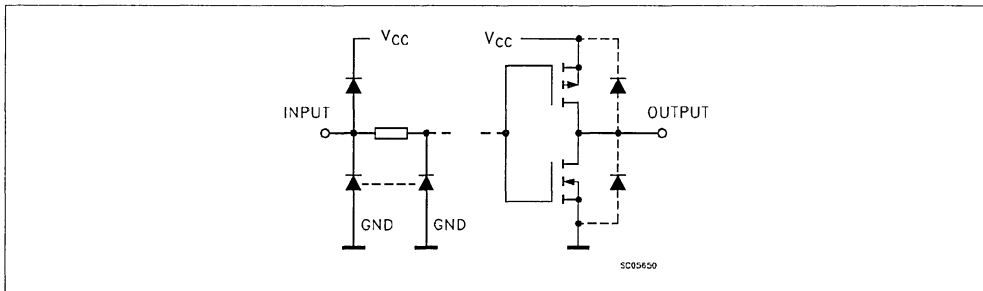 VCC
VCC
INPUT
OUTPUT
GND
GND
SC05650